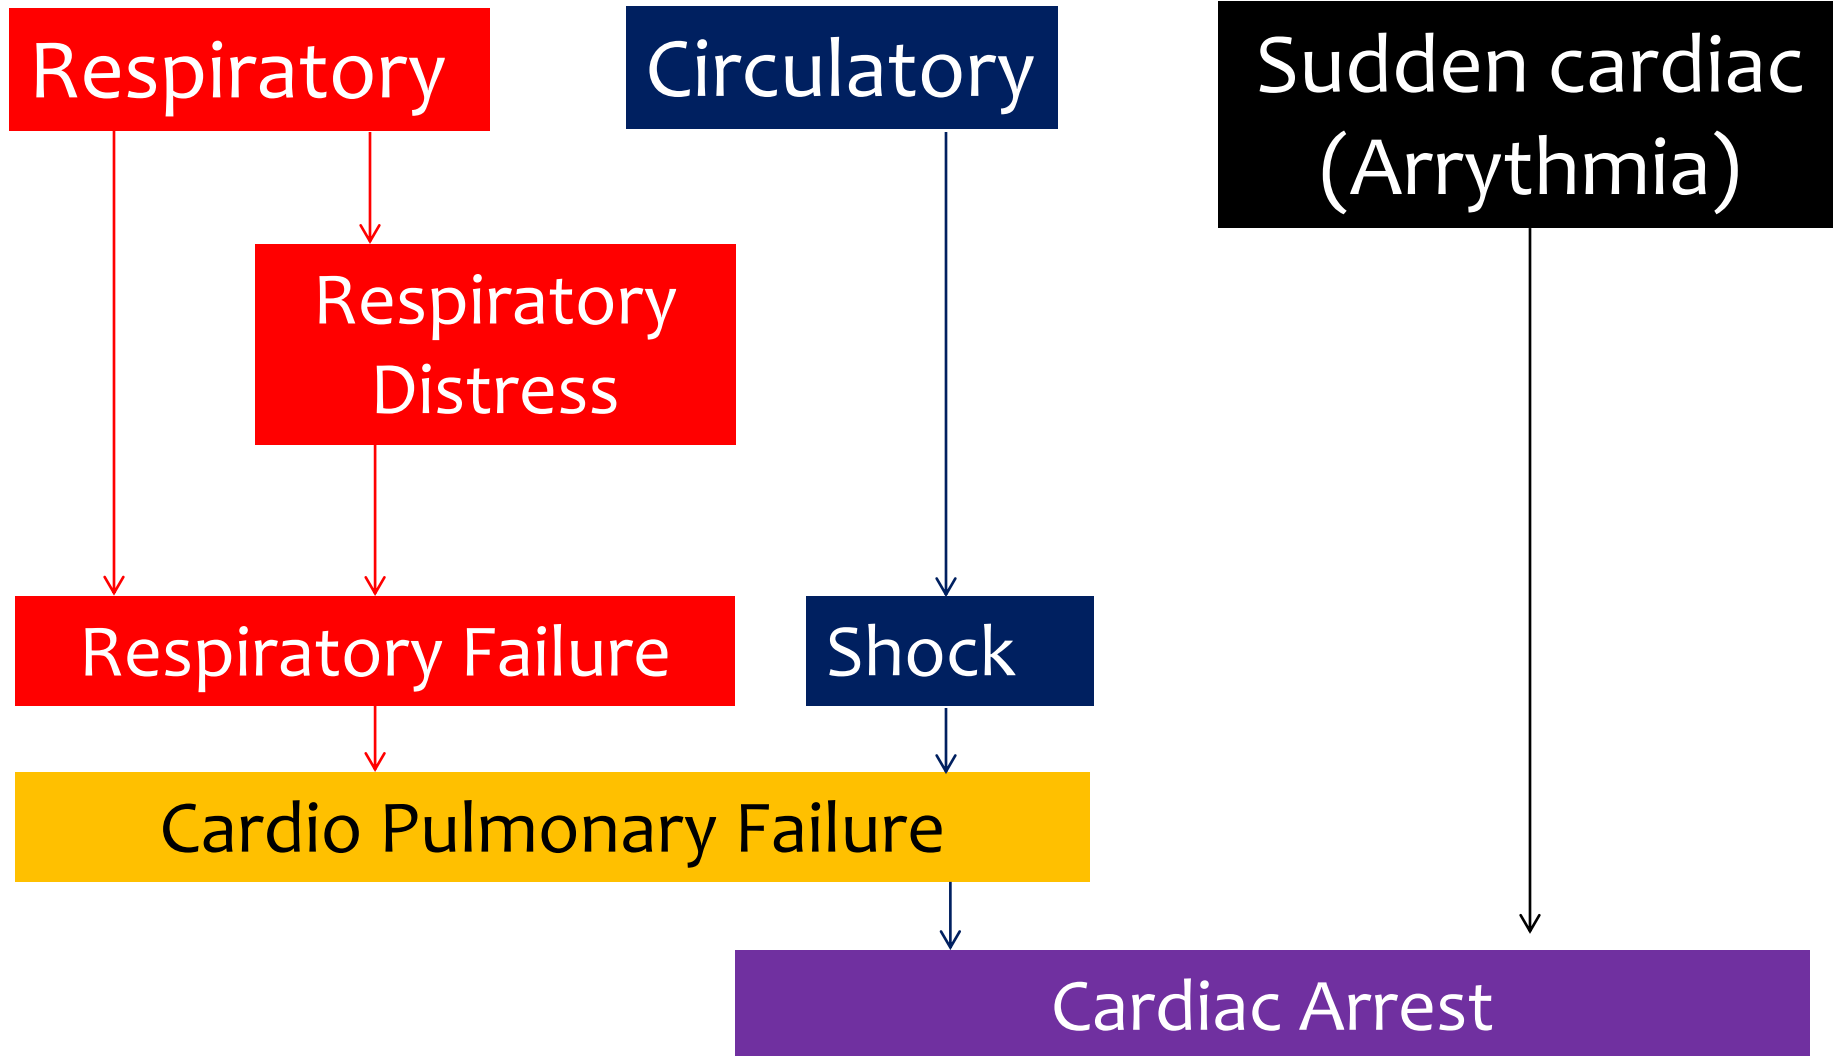 Respiratory
Circulatory
Sudden cardiac
(Arrythmia)
Respiratory
Distress
Respiratory Failure
Shock
Cardio Pulmonary Failure
Cardiac Arrest